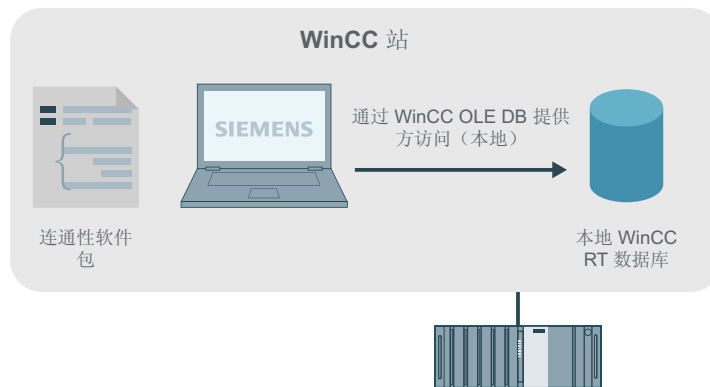 WinCC 站
SIEMENS
通过 WinCC OLE DB 提供
方访问（本地）
连通性软件
包
本地 WinCC
RT 数据库